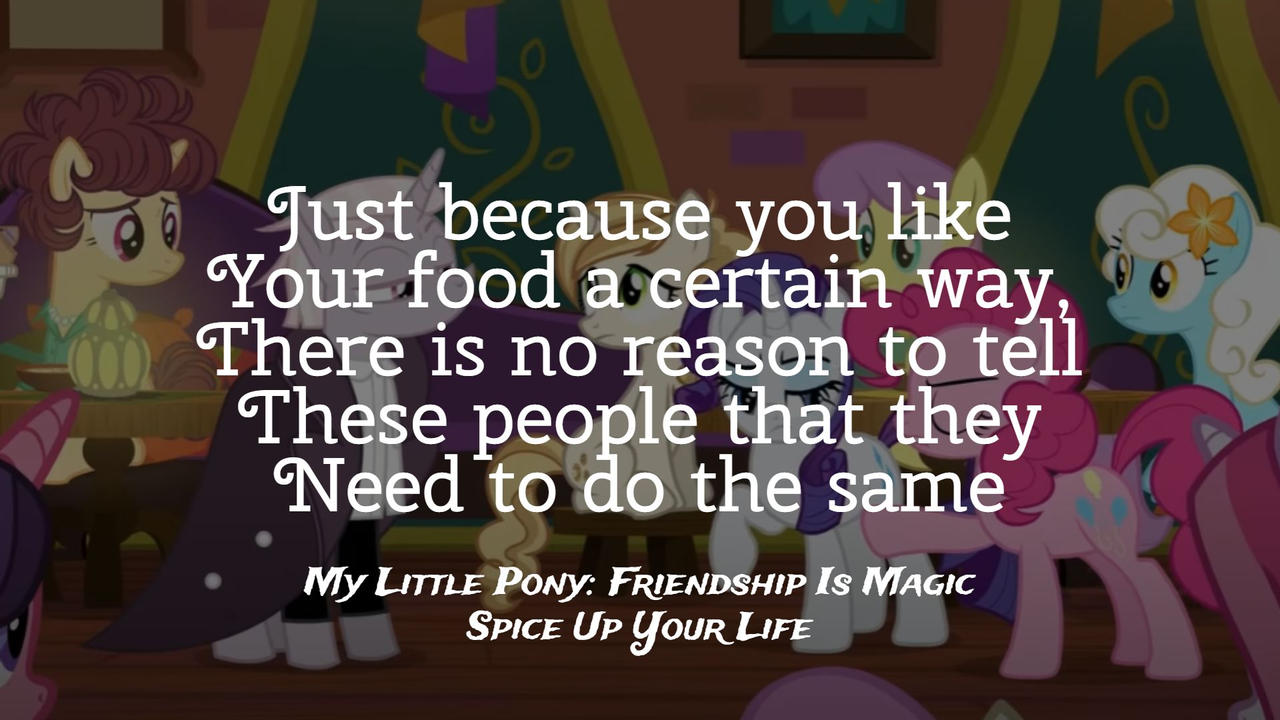 Just because you like
Your food a certain way,
There is no reason to tell
These people that they
Need to do the same
My Little Pony: Friendship Is Magic
Spice Up Your Life